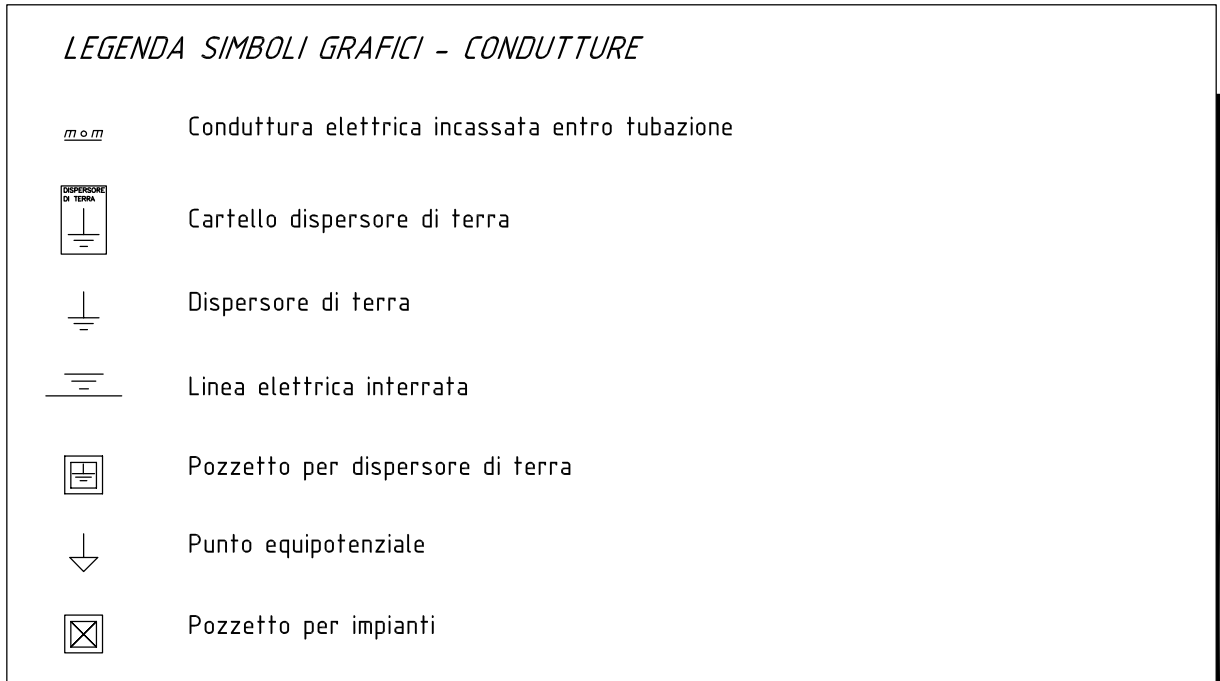 LEGENDA SIMBOLI GRAFICI - CONDUTTURE
m o m
Conduttura elettrica incassata entro tubazione
DISPERSORE
DI TERRA
Cartello dispersore di terra
Dispersore di terra
Linea elettrica interrata
Pozzetto per dispersore di terra
Punto equipotenziale
Pozzetto per impianti